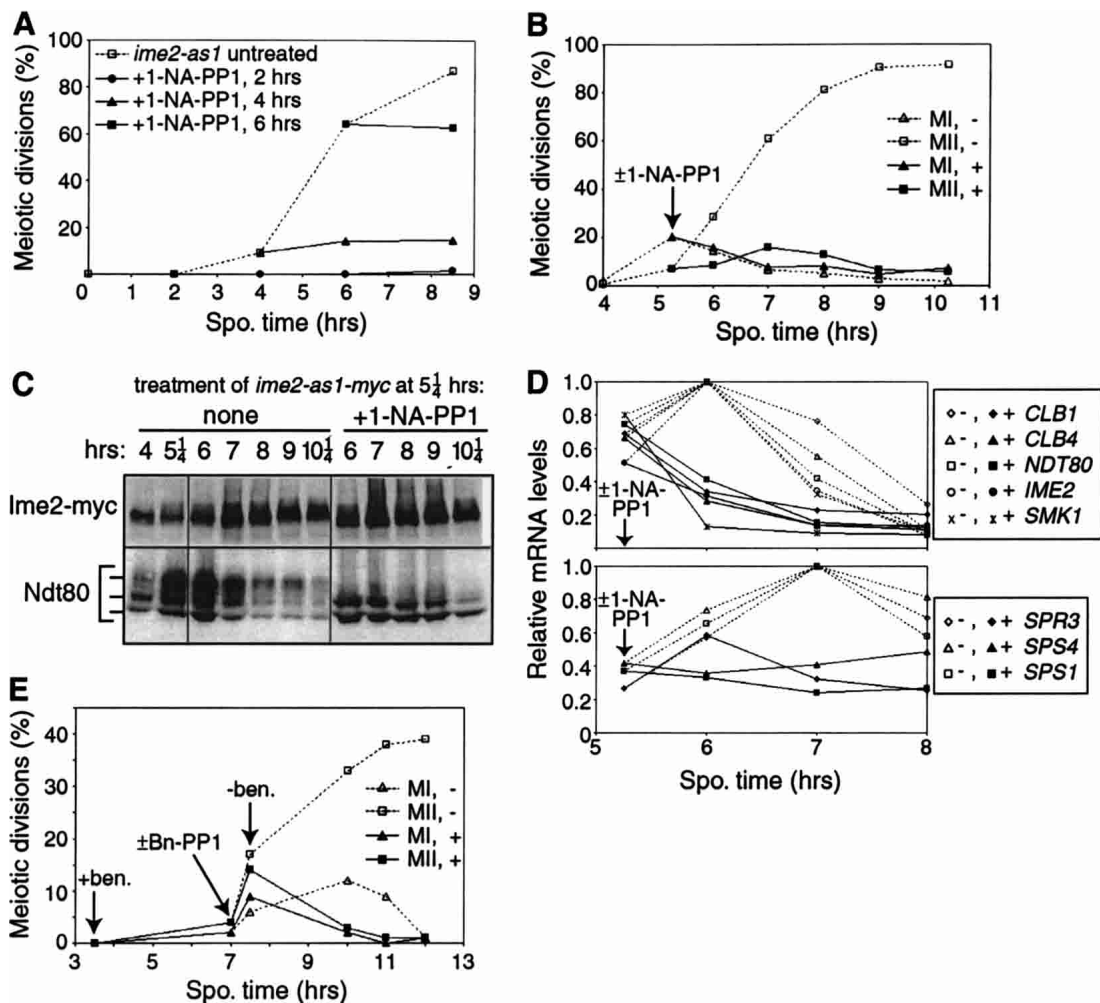 A
Meiotic divisions (%)
100
80
60
40
20
0
ime2-as1 untreated
+1-NA-PP1, 2 hrs
+1-NA-PP1, 4 hrs
+1-NA-PP1, 6 hrs
0 1 2 3 4 5 6 7 8 9
Spo. time (hrs)
B
Meiotic divisions (%)
100
80
60
40
20
0
±1-NA-PP1
MI, -
MII, -
MI, +
MII, +
4 5 6 7 8 9 10 11
Spo. time (hrs)
C
treatment of ime2-as1-myc at 5 1/4 hrs:
none +1-NA-PP1
hrs: 4 5 1/4 6 7 8 9 10 1/4 6 7 8 9 10 1/4
Ime2-myc
Ndt80
D
Relative mRNA levels
1.0
0.8
0.6
0.4
0.2
±1-NA-
PP1
- , + CLB1
- , + CLB4
- , + NDT80
- , + IME2
- , + SMK1
1.0
0.8
0.6
0.4
0.2
0
±1-NA-
PP1
- , + SPR3
- , + SPS4
- , + SPS1
5 6 7 8
Spo. time (hrs)
E
Meiotic divisions (%)
40
30
20
10
0
+ben.
±Bn-PP1
-ben.
MI, -
MII, -
MI, +
MII, +
3 5 7 9 11 13
Spo. time (hrs)